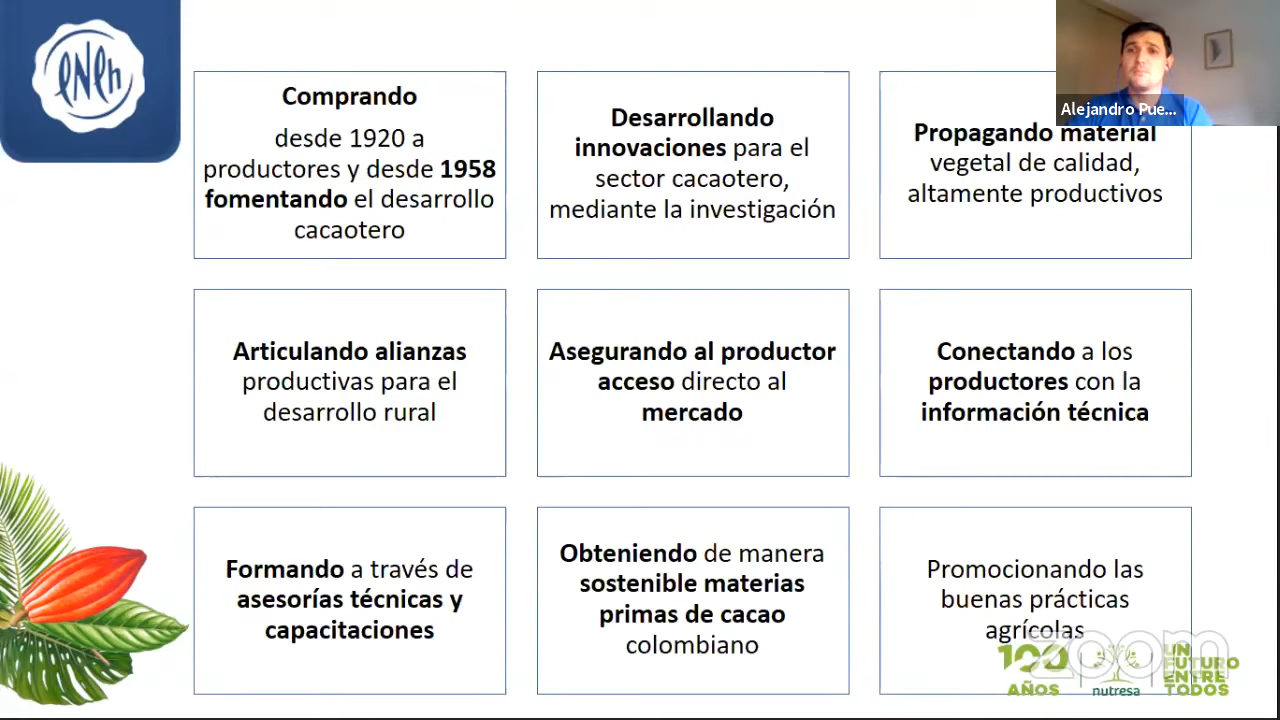 CNCh
Comprando
desde 1920 a
productores y desde 1958
fomentando el desarrollo
cacaotero
Desarrollando
innovaciones para el
sector cacaotero,
mediante la investigación
Alejandro Pue...
Propagando material
vegetal de calidad,
altamente productivos
Articulando alianzas
productivas para el
desarrollo rural
Asegurando al productor
acceso directo al
mercado
Conectando a los
productores con la
información técnica
Formando a través de
asesorías técnicas y
capacitaciones
Obteniendo de manera
sostenible materias
primas de cacao
colombiano
Promocionando las
buenas prácticas
agrícolas
zoom
100
AÑOS
nutresa
UN
FUTURO
ENTRE
TODOS